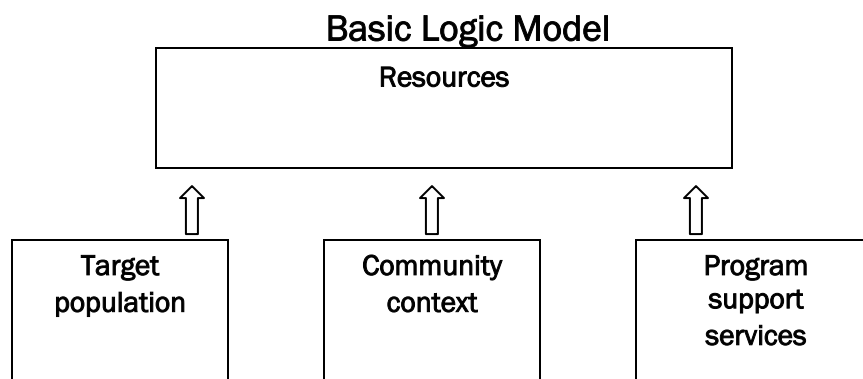 Basic Logic Model
Resources
Target
population
Community
context
Program
support
services